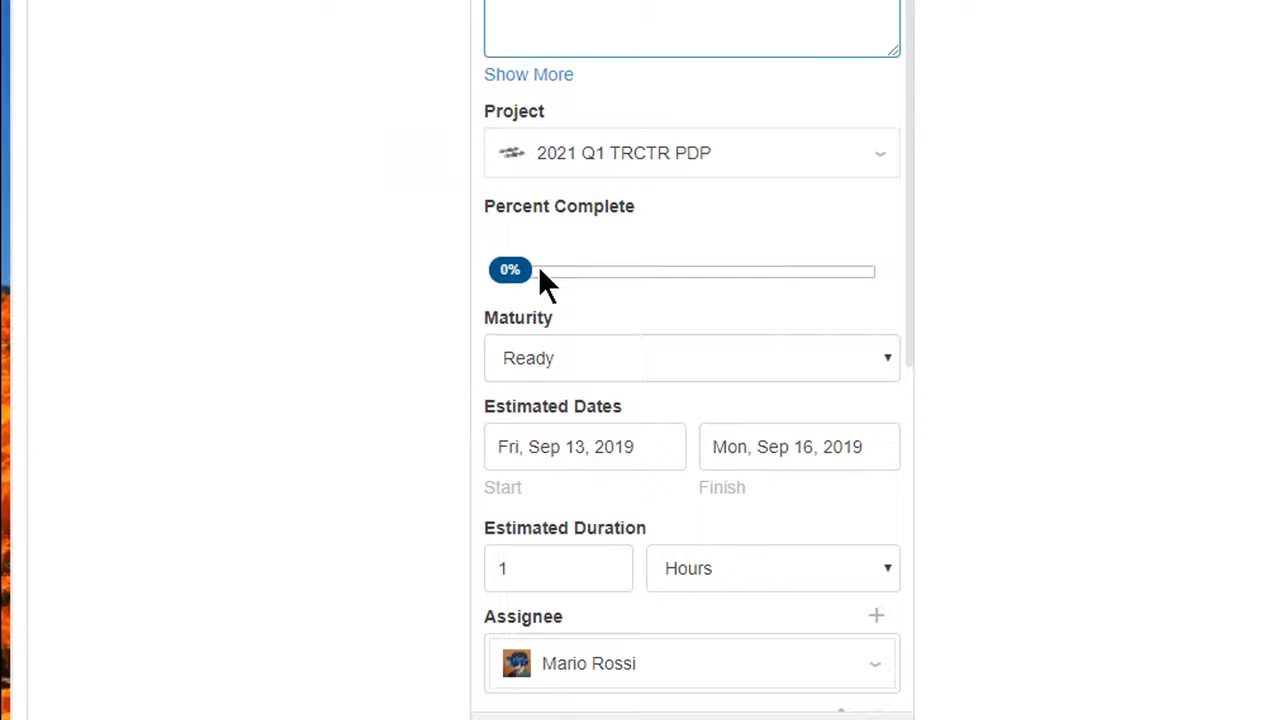 Show More
Project
2021 Q1 TRCTR PDP
Percent Complete
0%
Maturity
Ready
Estimated Dates
Fri, Sep 13, 2019 Mon, Sep 16, 2019
Start Finish
Estimated Duration
1 Hours
Assignee
Mario Rossi